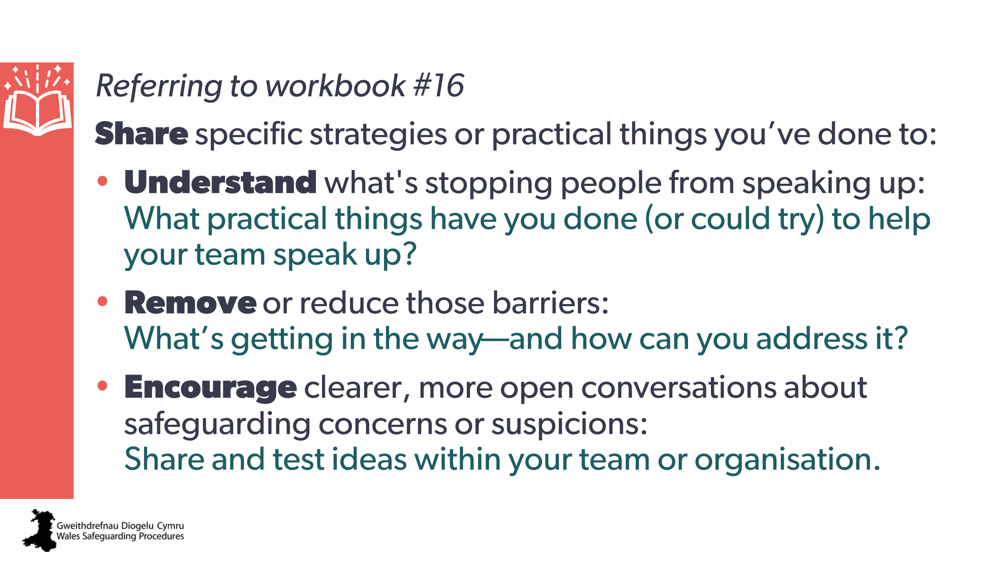 Referring to workbook #16
Share specific strategies or practical things you’ve done to:
• Understand what's stopping people from speaking up:
What practical things have you done (or could try) to help
your team speak up?
• Remove or reduce those barriers:
What’s getting in the way—and how can you address it?
• Encourage clearer, more open conversations about
safeguarding concerns or suspicions:
Share and test ideas within your team or organisation.
Gweithdrefnau Diogelu Cymru
Wales Safeguarding Procedures